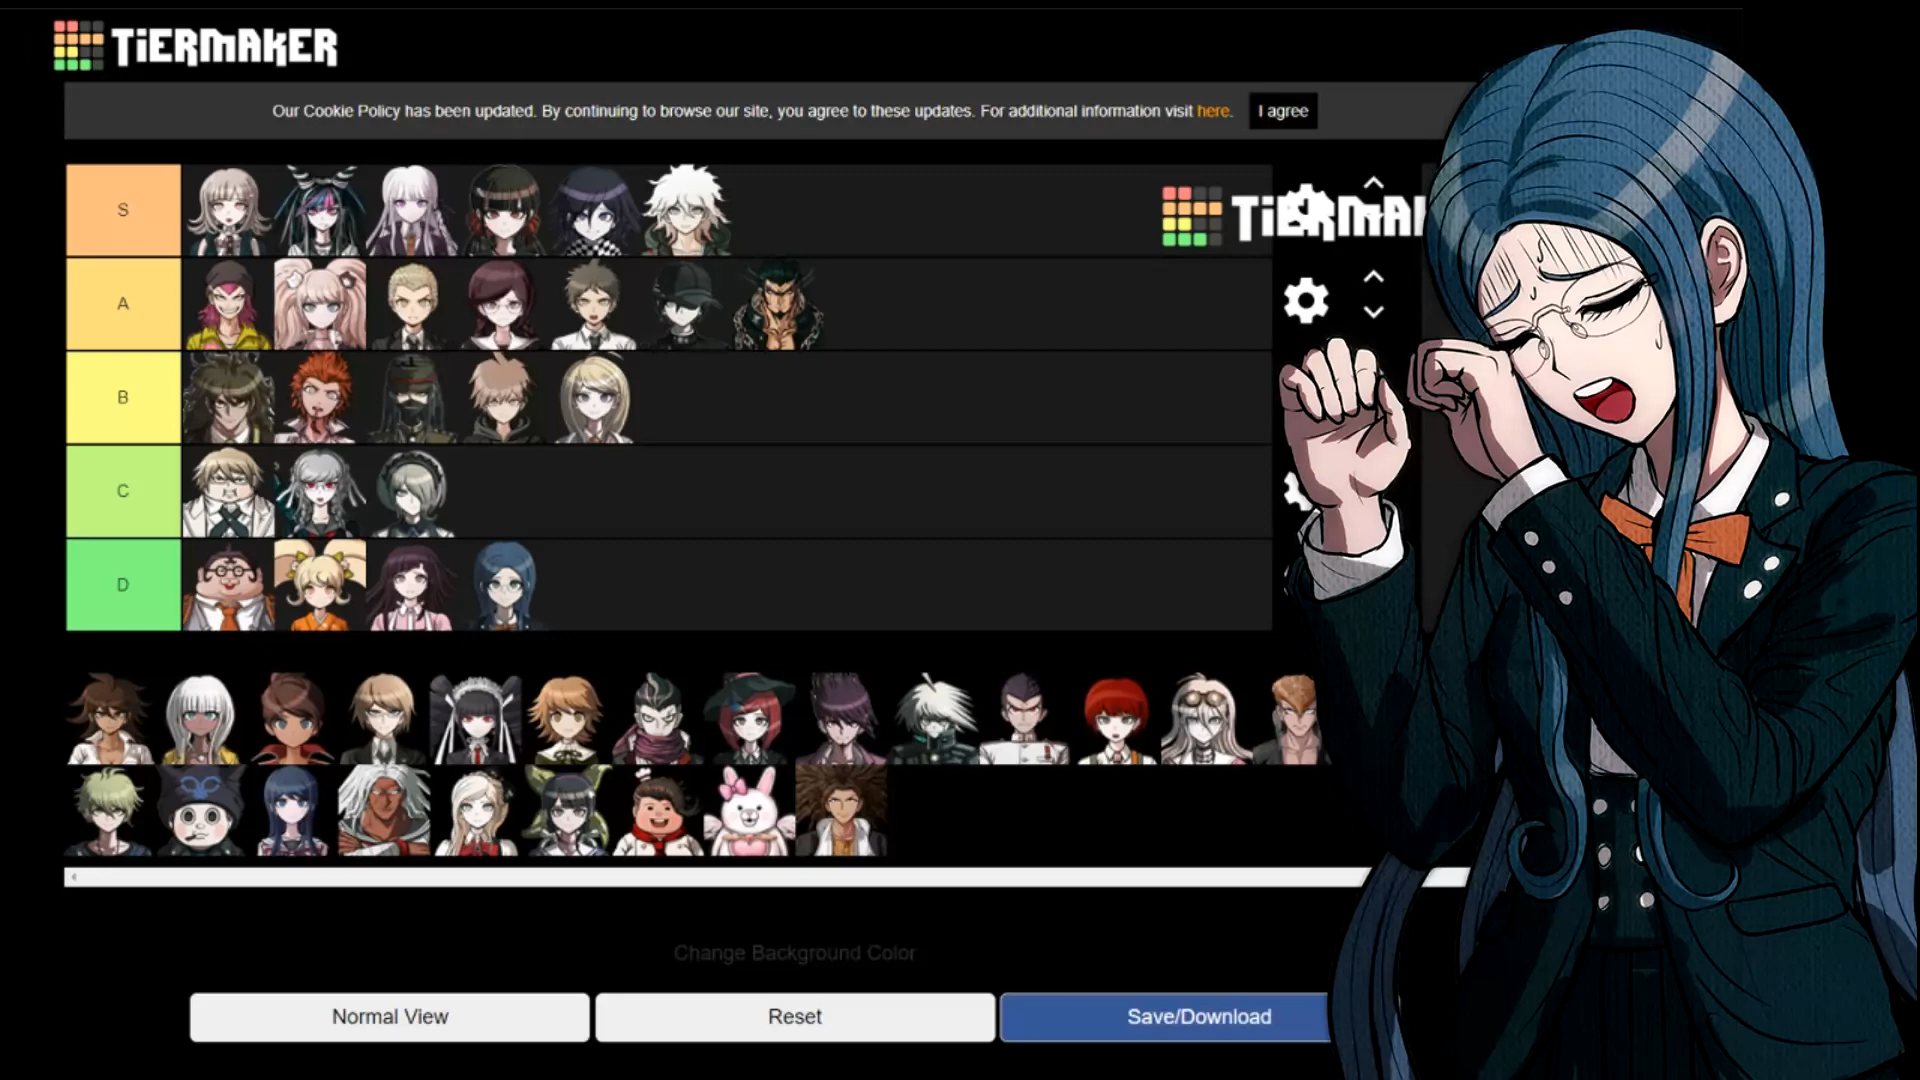 TiERMAKER
Our Cookie Policy has been updated. By continuing to browse our site, you agree to these updates. For additional information visit here.
I agree
S
A
B
C
D
Change Background Color
Normal View
Reset
Save/Download